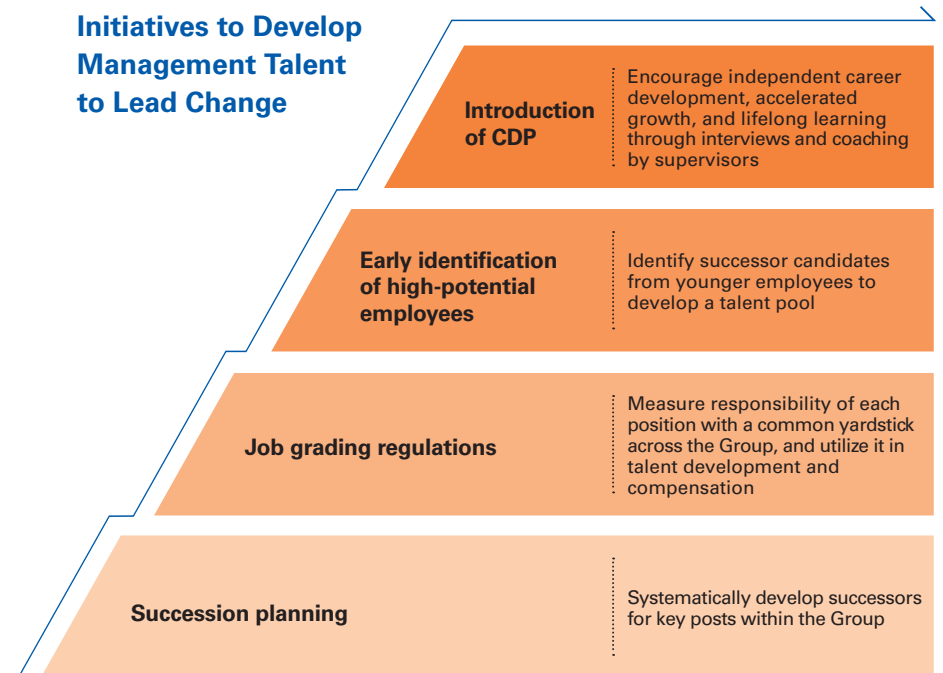 Initiatives to Develop
Management Talent
to Lead Change
Introduction
of CDP
Encourage independent career
development, accelerated
growth, and lifelong learning
through interviews and coaching
by supervisors
Early identification
of high-potential
employees
Identify successor candidates
from younger employees to
develop a talent pool
Job grading regulations
Measure responsibility of each
position with a common yardstick
across the Group, and utilize it in
talent development and
compensation
Succession planning
Systematically develop successors
for key posts within the Group